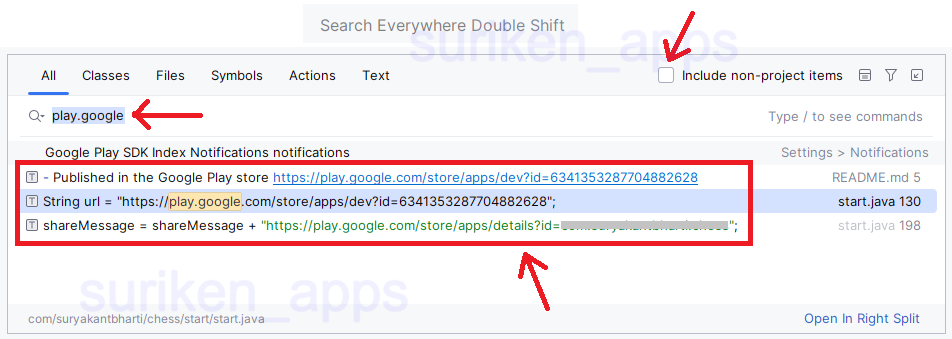 Search Everywhere Double Shift
suriken_apps
All Classes Files Symbols Actions Text Include non-project items
play.google Type / to see commands
Google Play SDK Index Notifications notifications Settings > Notifications
- Published in the Google Play store https://play.google.com/store/apps/dev?id=6341353287704882628 README.md 5
String url = "https://play.google.com/store/apps/dev?id=6341353287704882628"; start.java 130
shareMessage = shareMessage + "https://play.google.com/store/apps/details?id= "; start.java 198
suriken_apps
com/suryakantbharti/chess/start/start.java Open In Right Split